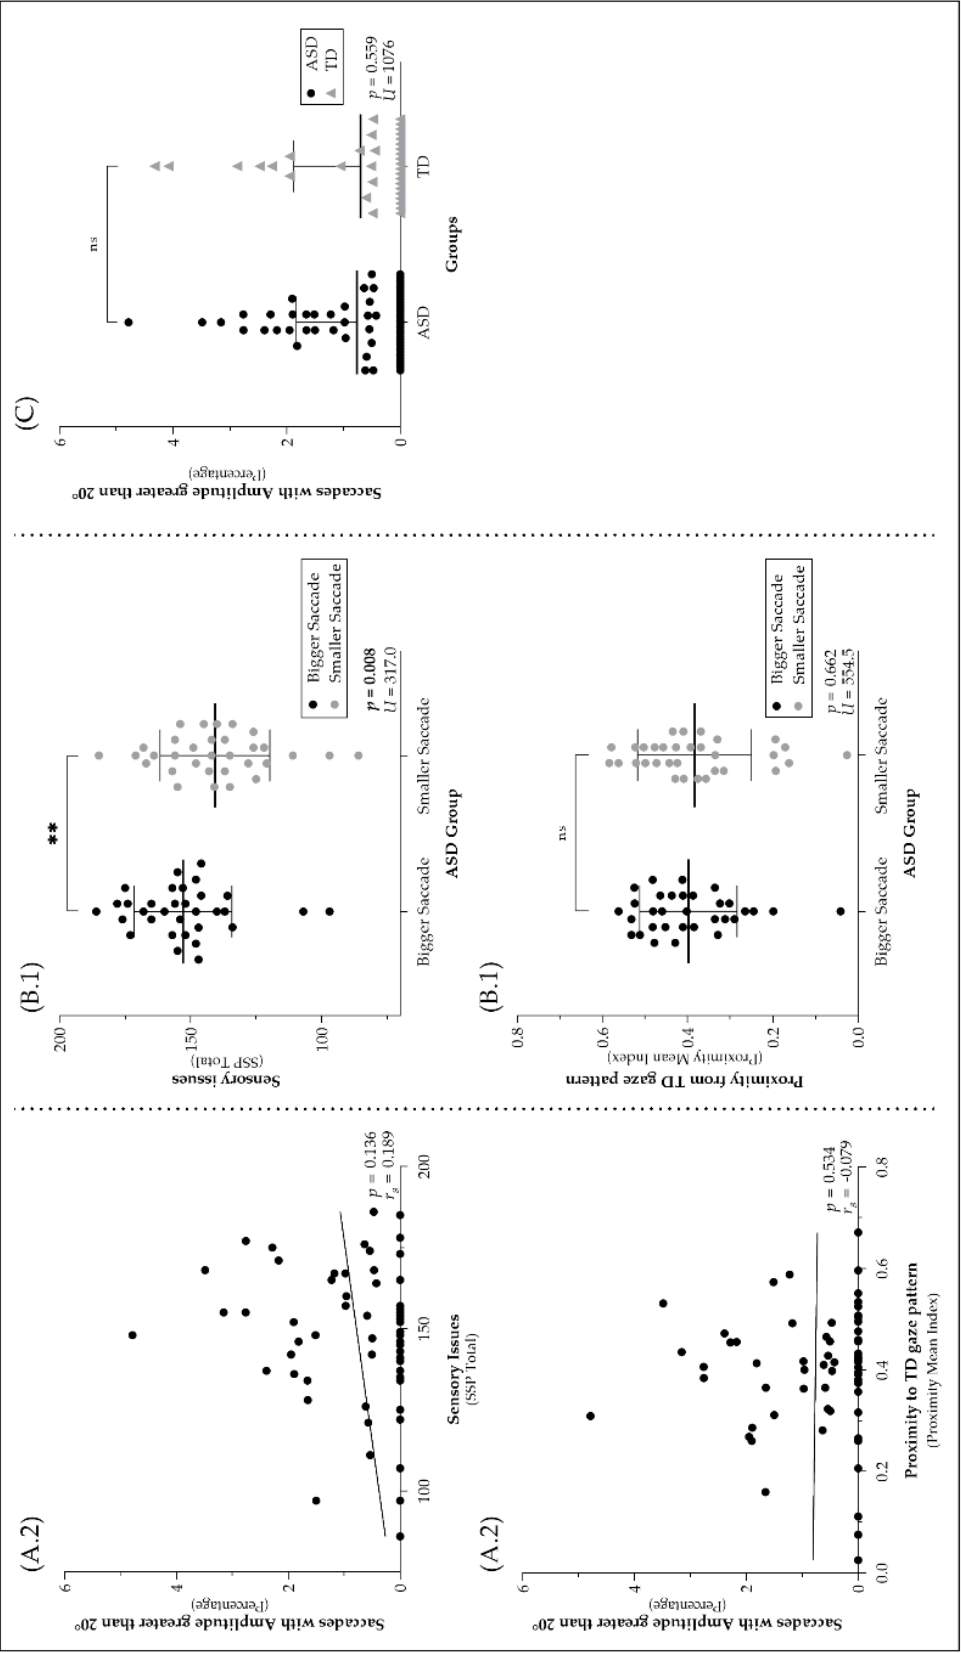 (A.2)
Saccades with Amplitude greater than 20°
(Percentage)
6
4
2
0
100
150
200
p = 0.136
r_s = 0.189
Sensory Issues
(SSP Total)
(A.2)
Saccades with Amplitude greater than 20°
(Percentage)
6
4
2
0
0.0
0.2
0.4
0.6
0.8
p = 0.534
r_s = -0.079
Proximity to TD gaze pattern
(Proximity Mean Index)
(B.1)
Sensory issues
(SSP Total)
200
150
100
**
Bigger Saccade
Smaller Saccade
p = 0.008
U = 317.0
Bigger Saccade
Smaller Saccade
ASD Group
(B.1)
Proximity from TD gaze pattern
(Proximity Mean Index)
0.8
0.6
0.4
0.2
0.0
ns
Bigger Saccade
Smaller Saccade
p = 0.662
U = 554.5
Bigger Saccade
Smaller Saccade
ASD Group
(C)
Saccades with Amplitude greater than 20°
(Percentage)
6
4
2
0
ns
ASD
TD
p = 0.559
U = 1076
ASD
TD
Groups